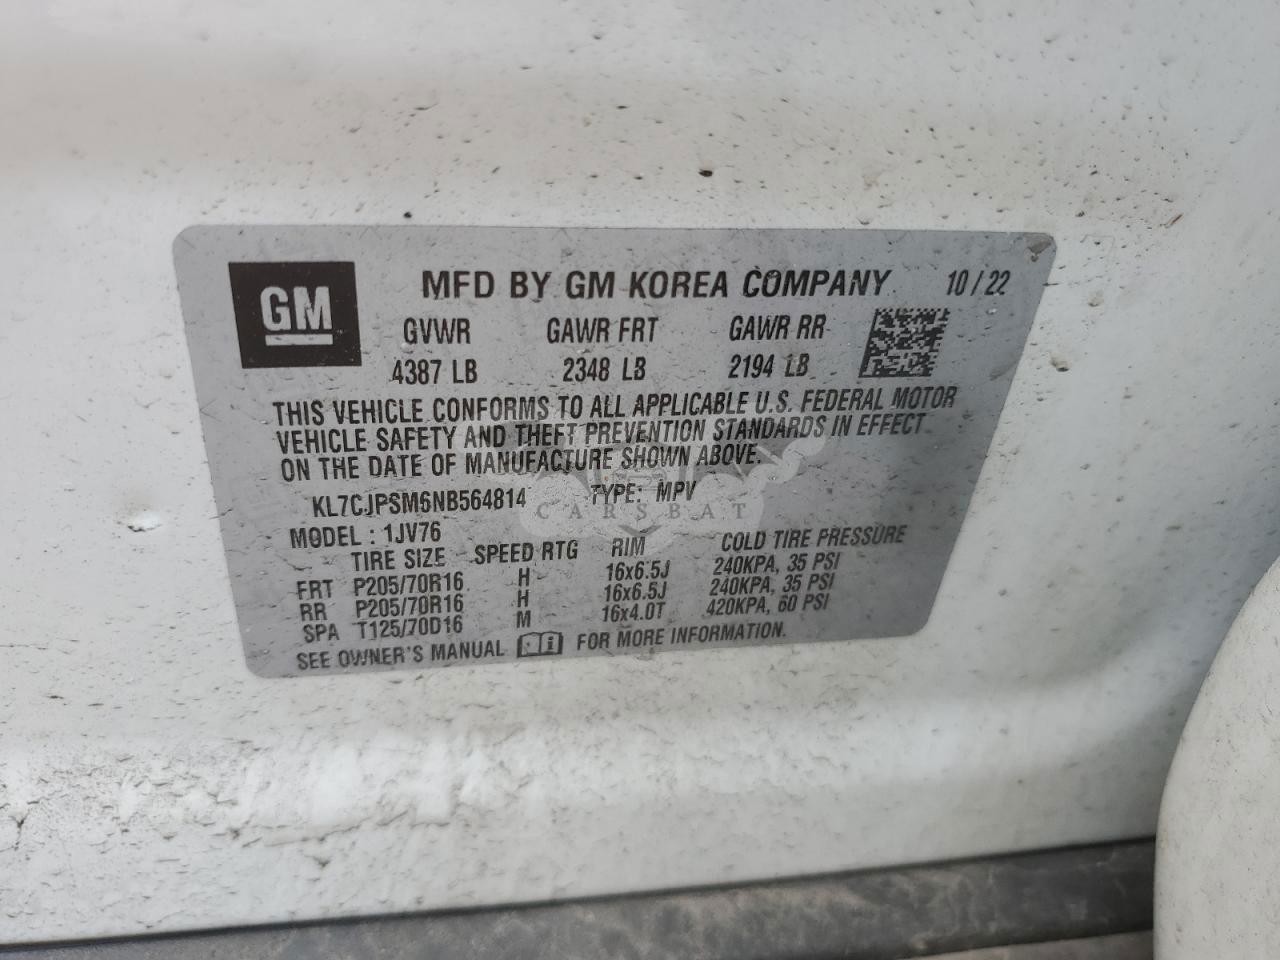 GM
MFD BY GM KOREA COMPANY 10/22
GVWR GAWR FRT GAWR RR
4387 LB 2348 LB 2194 LB
THIS VEHICLE CONFORMS TO ALL APPLICABLE U.S. FEDERAL MOTOR
VEHICLE SAFETY AND THEFT PREVENTION STANDARDS IN EFFECT
ON THE DATE OF MANUFACTURE SHOWN ABOVE.
KL7CJPSM6NB564814 TYPE: MPV
CARSBAT
MODEL: 1JV76
TIRE SIZE SPEED RTG RIM COLD TIRE PRESSURE
FRT P205/70R16 H 16x6.5J 240KPA, 35 PSI
RR P205/70R16 H 16x6.5J 240KPA, 35 PSI
SPA T125/70D16 M 16x4.0T 420KPA, 60 PSI
SEE OWNER'S MANUAL FOR MORE INFORMATION.